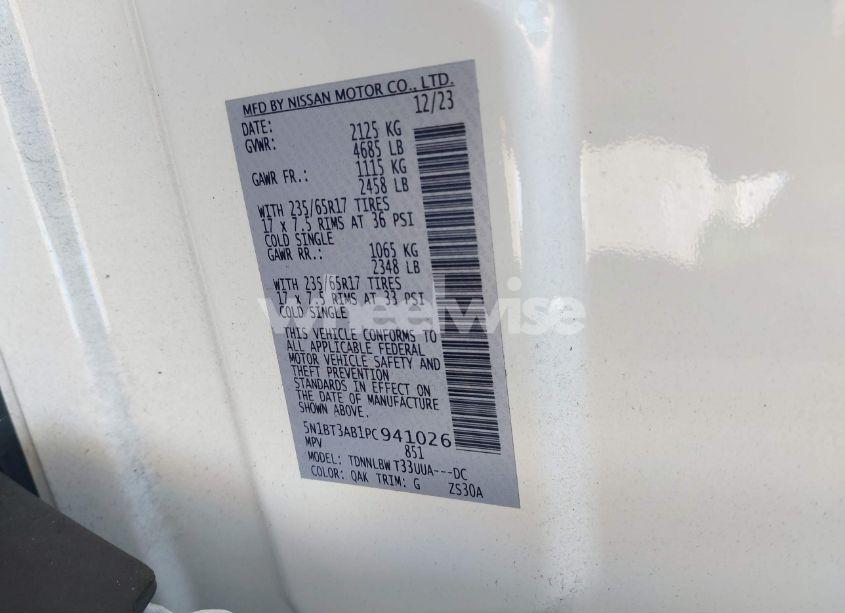 MFD BY NISSAN MOTOR CO., LTD.
DATE: 12/23
GVWR: 2125 KG
4685 LB
GAWR FR.: 1115 KG
2458 LB
WITH 235/65R17 TIRES
17 x 7.5 RIMS AT 36 PSI
COLD SINGLE
GAWR RR.: 1065 KG
2348 LB
WITH 235/65R17 TIRES
17 x 7.5 RIMS AT 33 PSI
COLD SINGLE
wheelwise
THIS VEHICLE CONFORMS TO
ALL APPLICABLE FEDERAL
MOTOR VEHICLE SAFETY AND
THEFT PREVENTION
STANDARDS IN EFFECT ON
THE DATE OF MANUFACTURE
SHOWN ABOVE.
5N1BT3AB1PC941026
MPV 851
MODEL: TDNNLBW T33UUA---DC
COLOR: QAK TRIM: G ZS30A